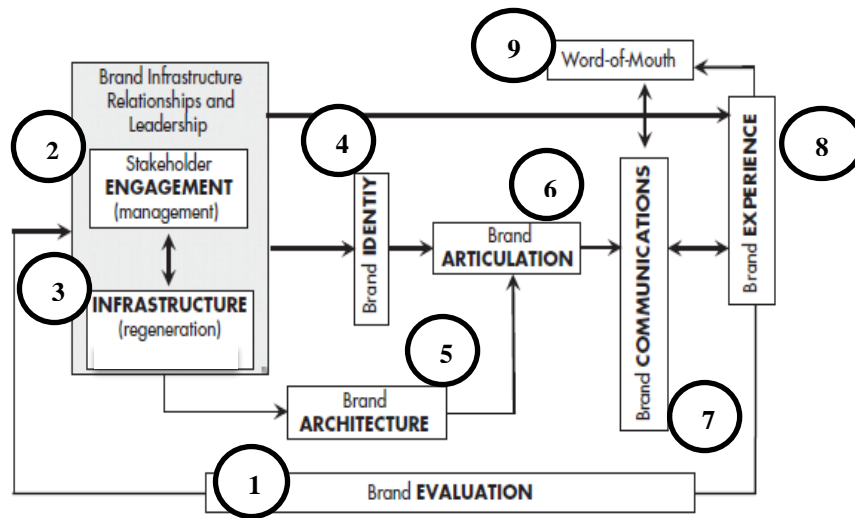 9
Word-of-Mouth
Brand Infrastructure
Relationships and
Leadership
2
Stakeholder
ENGAGEMENT
(management)
4
8
6
Brand IDENTIY
Brand
ARTICULATION
Brand COMMUNICATIONS
Brand EXPERIENCE
3
INFRASTRUCTURE
(regeneration)
5
Brand
ARCHITECTURE
7
1
Brand EVALUATION